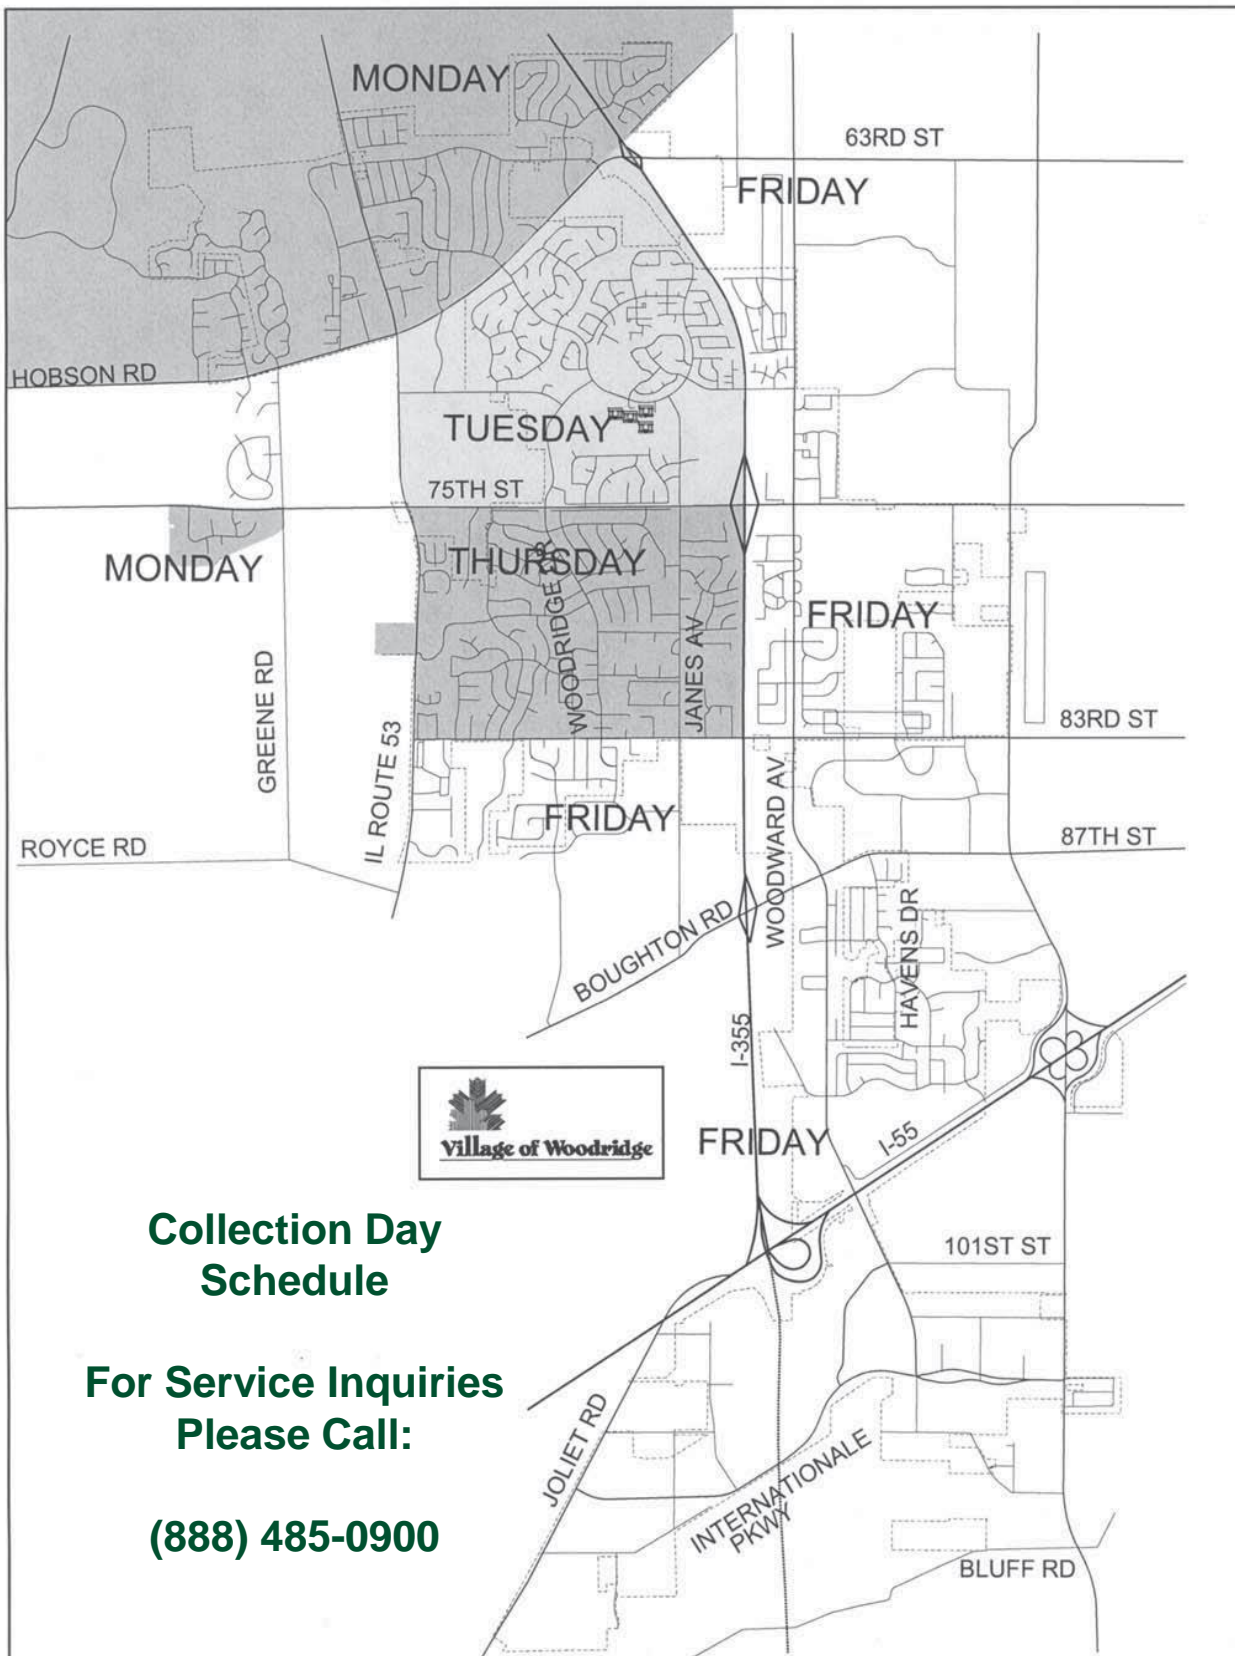 MONDAY
63RD ST
FRIDAY
HOBSON RD
TUESDAY
75TH ST
MONDAY
THURSDAY
WOODRIDGE DR
FRIDAY
JANES AV
GREENE RD
IL ROUTE 53
83RD ST
FRIDAY
WOODWARD AV
ROYCE RD
87TH ST
BOUGHTON RD
HAVENS DR
I-355
Village of Woodridge
FRIDAY
I-55
Collection Day
Schedule
101ST ST
For Service Inquiries
Please Call:
JOLIET RD
INTERNATIONALE
PKWY
(888) 485-0900
BLUFF RD